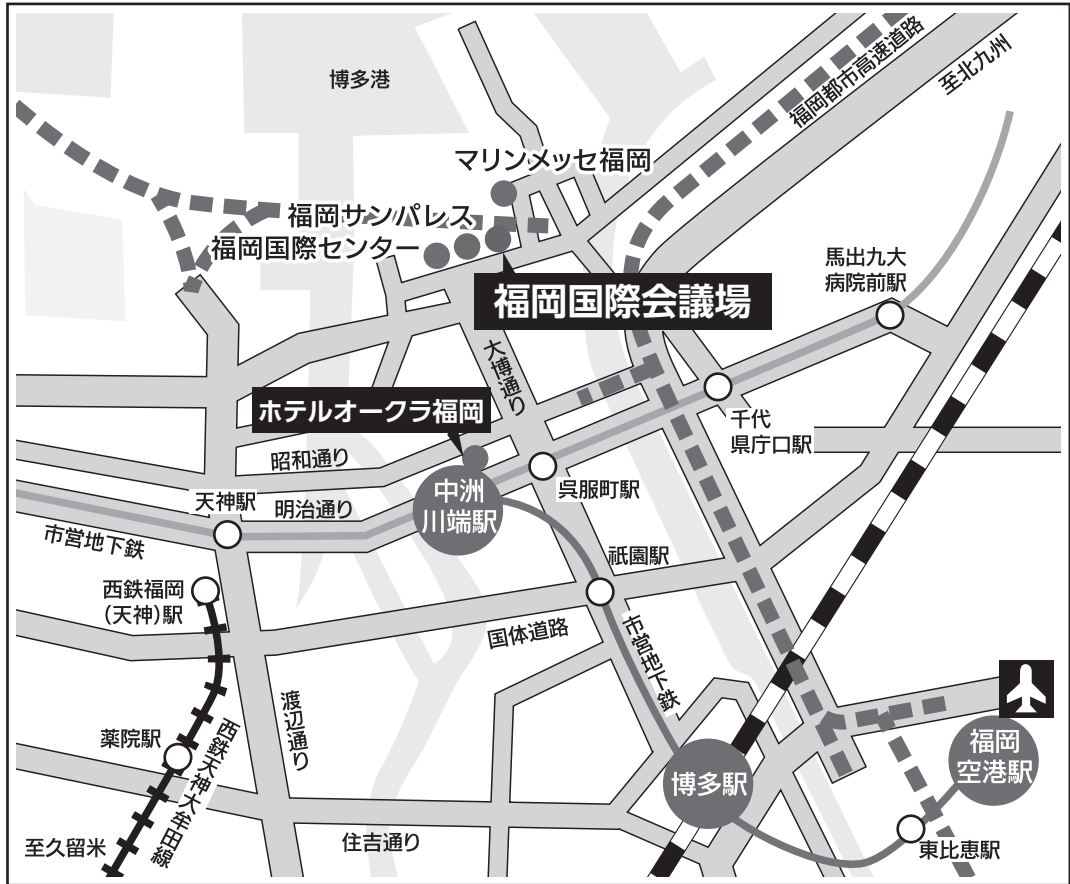 博多港
福岡都市高速道路
至北九州
マリンメッセ福岡
福岡サンパレス
福岡国際センター
馬出九大
病院前駅
福岡国際会議場
大博通り
ホテルオークラ福岡
千代
県庁口駅
昭和通り
中洲
川端駅
呉服町駅
天神駅
明治通り
市営地下鉄
祇園駅
西鉄福岡
(天神)駅
国体道路
市営地下鉄
渡辺通り
薬院駅
西鉄天神大牟田線
福岡
空港駅
博多駅
至久留米
住吉通り
東比恵駅